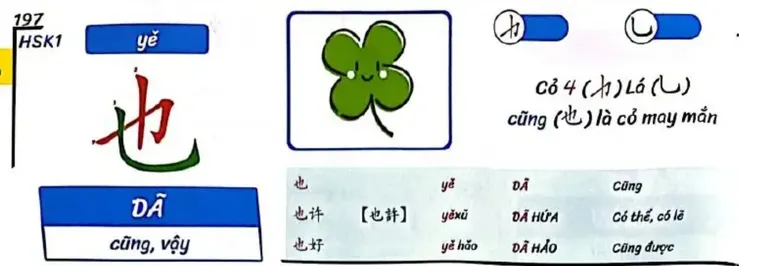 197
HSK1
yě
也
DÃ
cũng, vậy
Cỏ 4 (力) Lá (乚)
cũng (也) là cỏ may mắn
也 yě DÃ Cũng
也许 【也許】 yěxǔ DÃ HỨA Có thể, có lẽ
也好 yě hǎo DÃ HẢO Cũng được